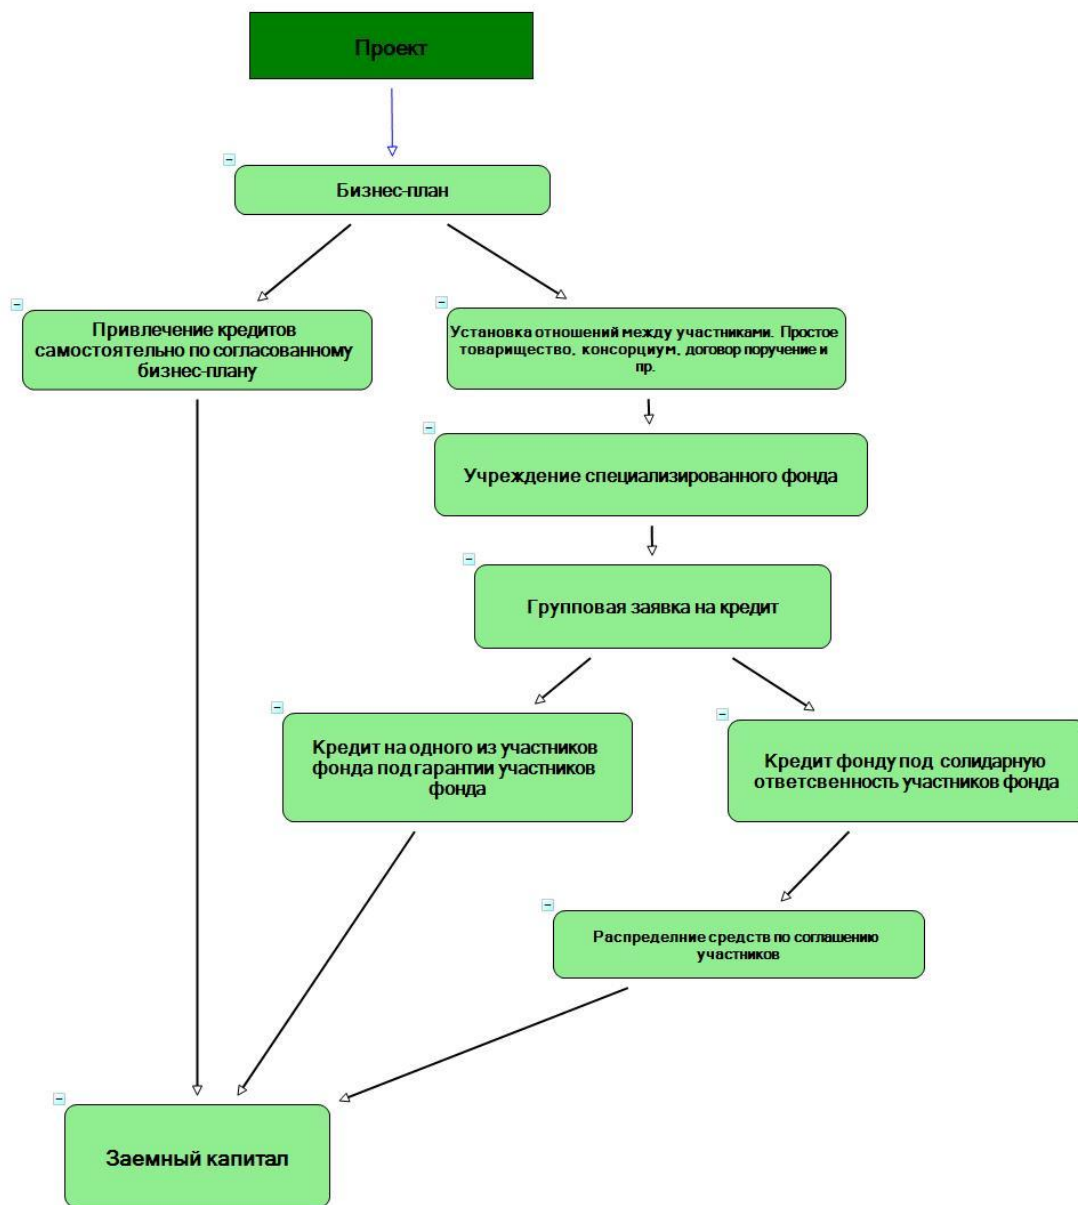 Проект
Бизнес-план
Привлечение кредитов
самостоятельно по согласованному
бизнес-плану
Установка отношений между участниками. Простое
товарищество, консорциум, договор поручение и
пр.
Учреждение специализированного фонда
Групповая заявка на кредит
Кредит на одного из участников
фонда под гарантии участников
фонда
Кредит фонду под солидарную
ответсвенность участников фонда
Распределние средств по соглашению
участников
Заемный капитал